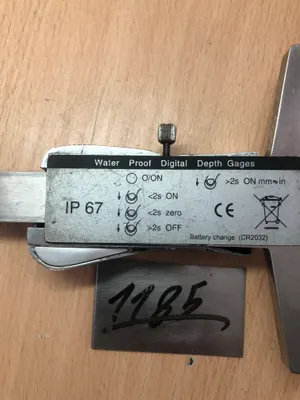 Water Proof Digital Depth Gages
O/ON
<2s ON
<2s zero
>2s OFF
>2s ON mm⇔in
IP 67
CE
Battery change (CR2032)
1185